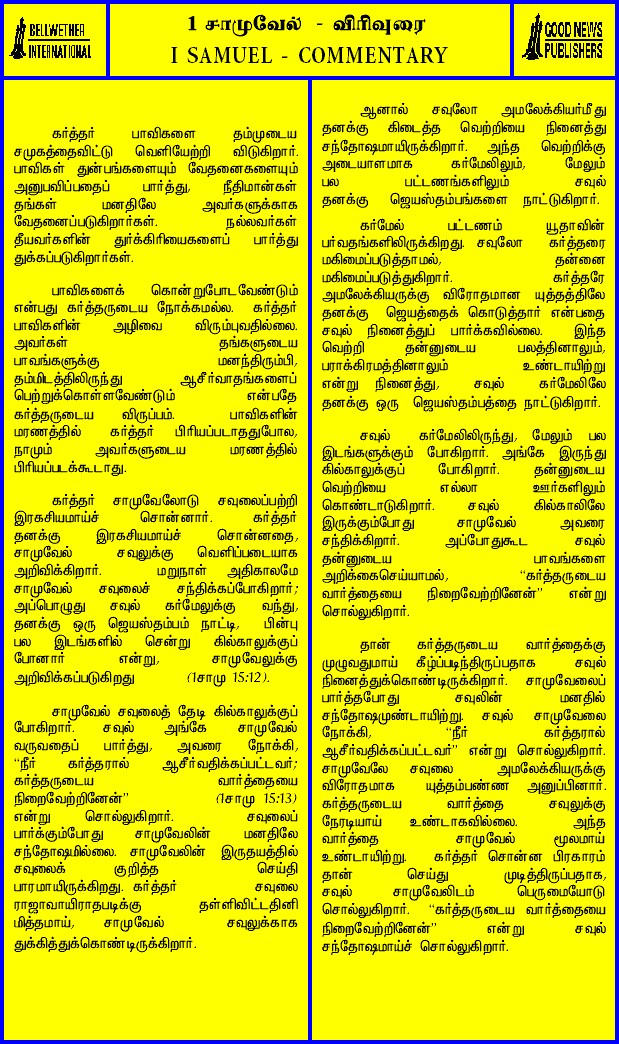 BELLWETHER
INTERNATIONAL
1 சாமுவேல் - விரிவுரை
I SAMUEL - COMMENTARY
GOOD NEWS
PUBLISHERS
கர்த்தர் பாவிகளை தம்முடைய
சமுகத்தைவிட்டு வெளியேற்றி விடுகிறார்.
பாவிகள் துன்பங்களையும் வேதனைகளையும்
அனுபவிப்பதைப் பார்த்து, நீதிமான்கள்
தங்கள் மனதிலே அவர்களுக்காக
வேதனைப்படுகிறார்கள். நல்லவர்கள்
தீயவர்களின் துர்க்கிரியைகளைப் பார்த்து
துக்கப்படுகிறார்கள்.
பாவிகளைக் கொன்றுபோடவேண்டும்
என்பது கர்த்தருடைய நோக்கமல்ல. கர்த்தர்
பாவிகளின் அழிவை விரும்புவதில்லை.
அவர்கள் தங்களுடைய
பாவங்களுக்கு மனந்திரும்பி,
தம்மிடத்திலிருந்து ஆசீர்வாதங்களைப்
பெற்றுக்கொள்ளவேண்டும் என்பதே
கர்த்தருடைய விருப்பம். பாவிகளின்
மரணத்தில் கர்த்தர் பிரியப்படாததுபோல,
நாமும் அவர்களுடைய மரணத்தில்
பிரியப்படக்கூடாது.
கர்த்தர் சாமுவேலோடு சவுலைப்பற்றி
இரகசியமாய்ச் சொன்னார். கர்த்தர்
தனக்கு இரகசியமாய்ச் சொன்னதை,
சாமுவேல் சவுலுக்கு வெளிப்படையாக
அறிவிக்கிறார். மறுநாள் அதிகாலமே
சாமுவேல் சவுலைச் சந்திக்கப்போகிறார்;
அப்பொழுது சவுல் கர்மேலுக்கு வந்து,
தனக்கு ஒரு ஜெயஸ்தம்பம் நாட்டி, பின்பு
பல இடங்களில் சென்று கில்காலுக்குப்
போனார் என்று, சாமுவேலுக்கு
அறிவிக்கப்படுகிறது (1சாமு 15:12).
சாமுவேல் சவுலைத் தேடி கில்காலுக்குப்
போகிறார். சவுல் அங்கே சாமுவேல்
வருவதைப் பார்த்து, அவரை நோக்கி,
"நீர் கர்த்தரால் ஆசீர்வதிக்கப்பட்டவர்;
கர்த்தருடைய வார்த்தையை
நிறைவேற்றினேன்" (1சாமு 15:13)
என்று சொல்லுகிறார். சவுலைப்
பார்க்கும்போது சாமுவேலின் மனதிலே
சந்தோஷமில்லை. சாமுவேலின் இருதயத்தில்
சவுலைக் குறித்த செய்தி
பாரமாயிருக்கிறது. கர்த்தர் சவுலை
ராஜாவாயிராதபடிக்கு தள்ளிவிட்டதினி
மித்தமாய், சாமுவேல் சவுலுக்காக
துக்கித்துக்கொண்டிருக்கிறார்.
ஆனால் சவுலோ அமலேக்கியர்மீது
தனக்கு கிடைத்த வெற்றியை நினைத்து
சந்தோஷமாயிருக்கிறார். அந்த வெற்றிக்கு
அடையாளமாக கர்மேலிலும், மேலும்
பல பட்டணங்களிலும் சவுல்
தனக்கு ஜெயஸ்தம்பங்களை நாட்டுகிறார்.
கர்மேல் பட்டணம் யூதாவின்
பர்வதங்களிலிருக்கிறது. சவுலோ கர்த்தரை
மகிமைப்படுத்தாமல், தன்னை
மகிமைப்படுத்துகிறார். கர்த்தரே
அமலேக்கியருக்கு விரோதமான யுத்தத்திலே
தனக்கு ஜெயத்தைக் கொடுத்தார் என்பதை
சவுல் நினைத்துப் பார்க்கவில்லை. இந்த
வெற்றி தன்னுடைய பலத்தினாலும்,
பராக்கிரமத்தினாலும் உண்டாயிற்று
என்று நினைத்து, சவுல் கர்மேலிலே
தனக்கு ஒரு ஜெயஸ்தம்பத்தை நாட்டுகிறார்.
சவுல் கர்மேலிலிருந்து, மேலும் பல
இடங்களுக்கும் போகிறார். அங்கே இருந்து
கில்காலுக்குப் போகிறார். தன்னுடைய
வெற்றியை எல்லா ஊர்களிலும்
கொண்டாடுகிறார். சவுல் கில்காலிலே
இருக்கும்போது சாமுவேல் அவரை
சந்திக்கிறார். அப்போதுகூட சவுல்
தன்னுடைய பாவங்களை
அறிக்கைசெய்யாமல், "கர்த்தருடைய
வார்த்தையை நிறைவேற்றினேன்" என்று
சொல்லுகிறார்.
தான் கர்த்தருடைய வார்த்தைக்கு
முழுவதுமாய் கீழ்ப்படிந்திருப்பதாக சவுல்
நினைத்துக்கொண்டிருக்கிறார். சாமுவேலைப்
பார்த்தபோது சவுலின் மனதில்
சந்தோஷமுண்டாயிற்று. சவுல் சாமுவேலை
நோக்கி, "நீர் கர்த்தரால்
ஆசீர்வதிக்கப்பட்டவர்" என்று சொல்லுகிறார்.
சாமுவேலே சவுலை அமலேக்கியருக்கு
விரோதமாக யுத்தம்பண்ண அனுப்பினார்.
கர்த்தருடைய வார்த்தை சவுலுக்கு
நேரடியாய் உண்டாகவில்லை. அந்த
வார்த்தை சாமுவேல் மூலமாய்
உண்டாயிற்று. கர்த்தர் சொன்ன பிரகாரம்
தான் செய்து முடித்திருப்பதாக,
சவுல் சாமுவேலிடம் பெருமையோடு
சொல்லுகிறார். "கர்த்தருடைய வார்த்தையை
நிறைவேற்றினேன்" என்று சவுல்
சந்தோஷமாய்ச் சொல்லுகிறார்.